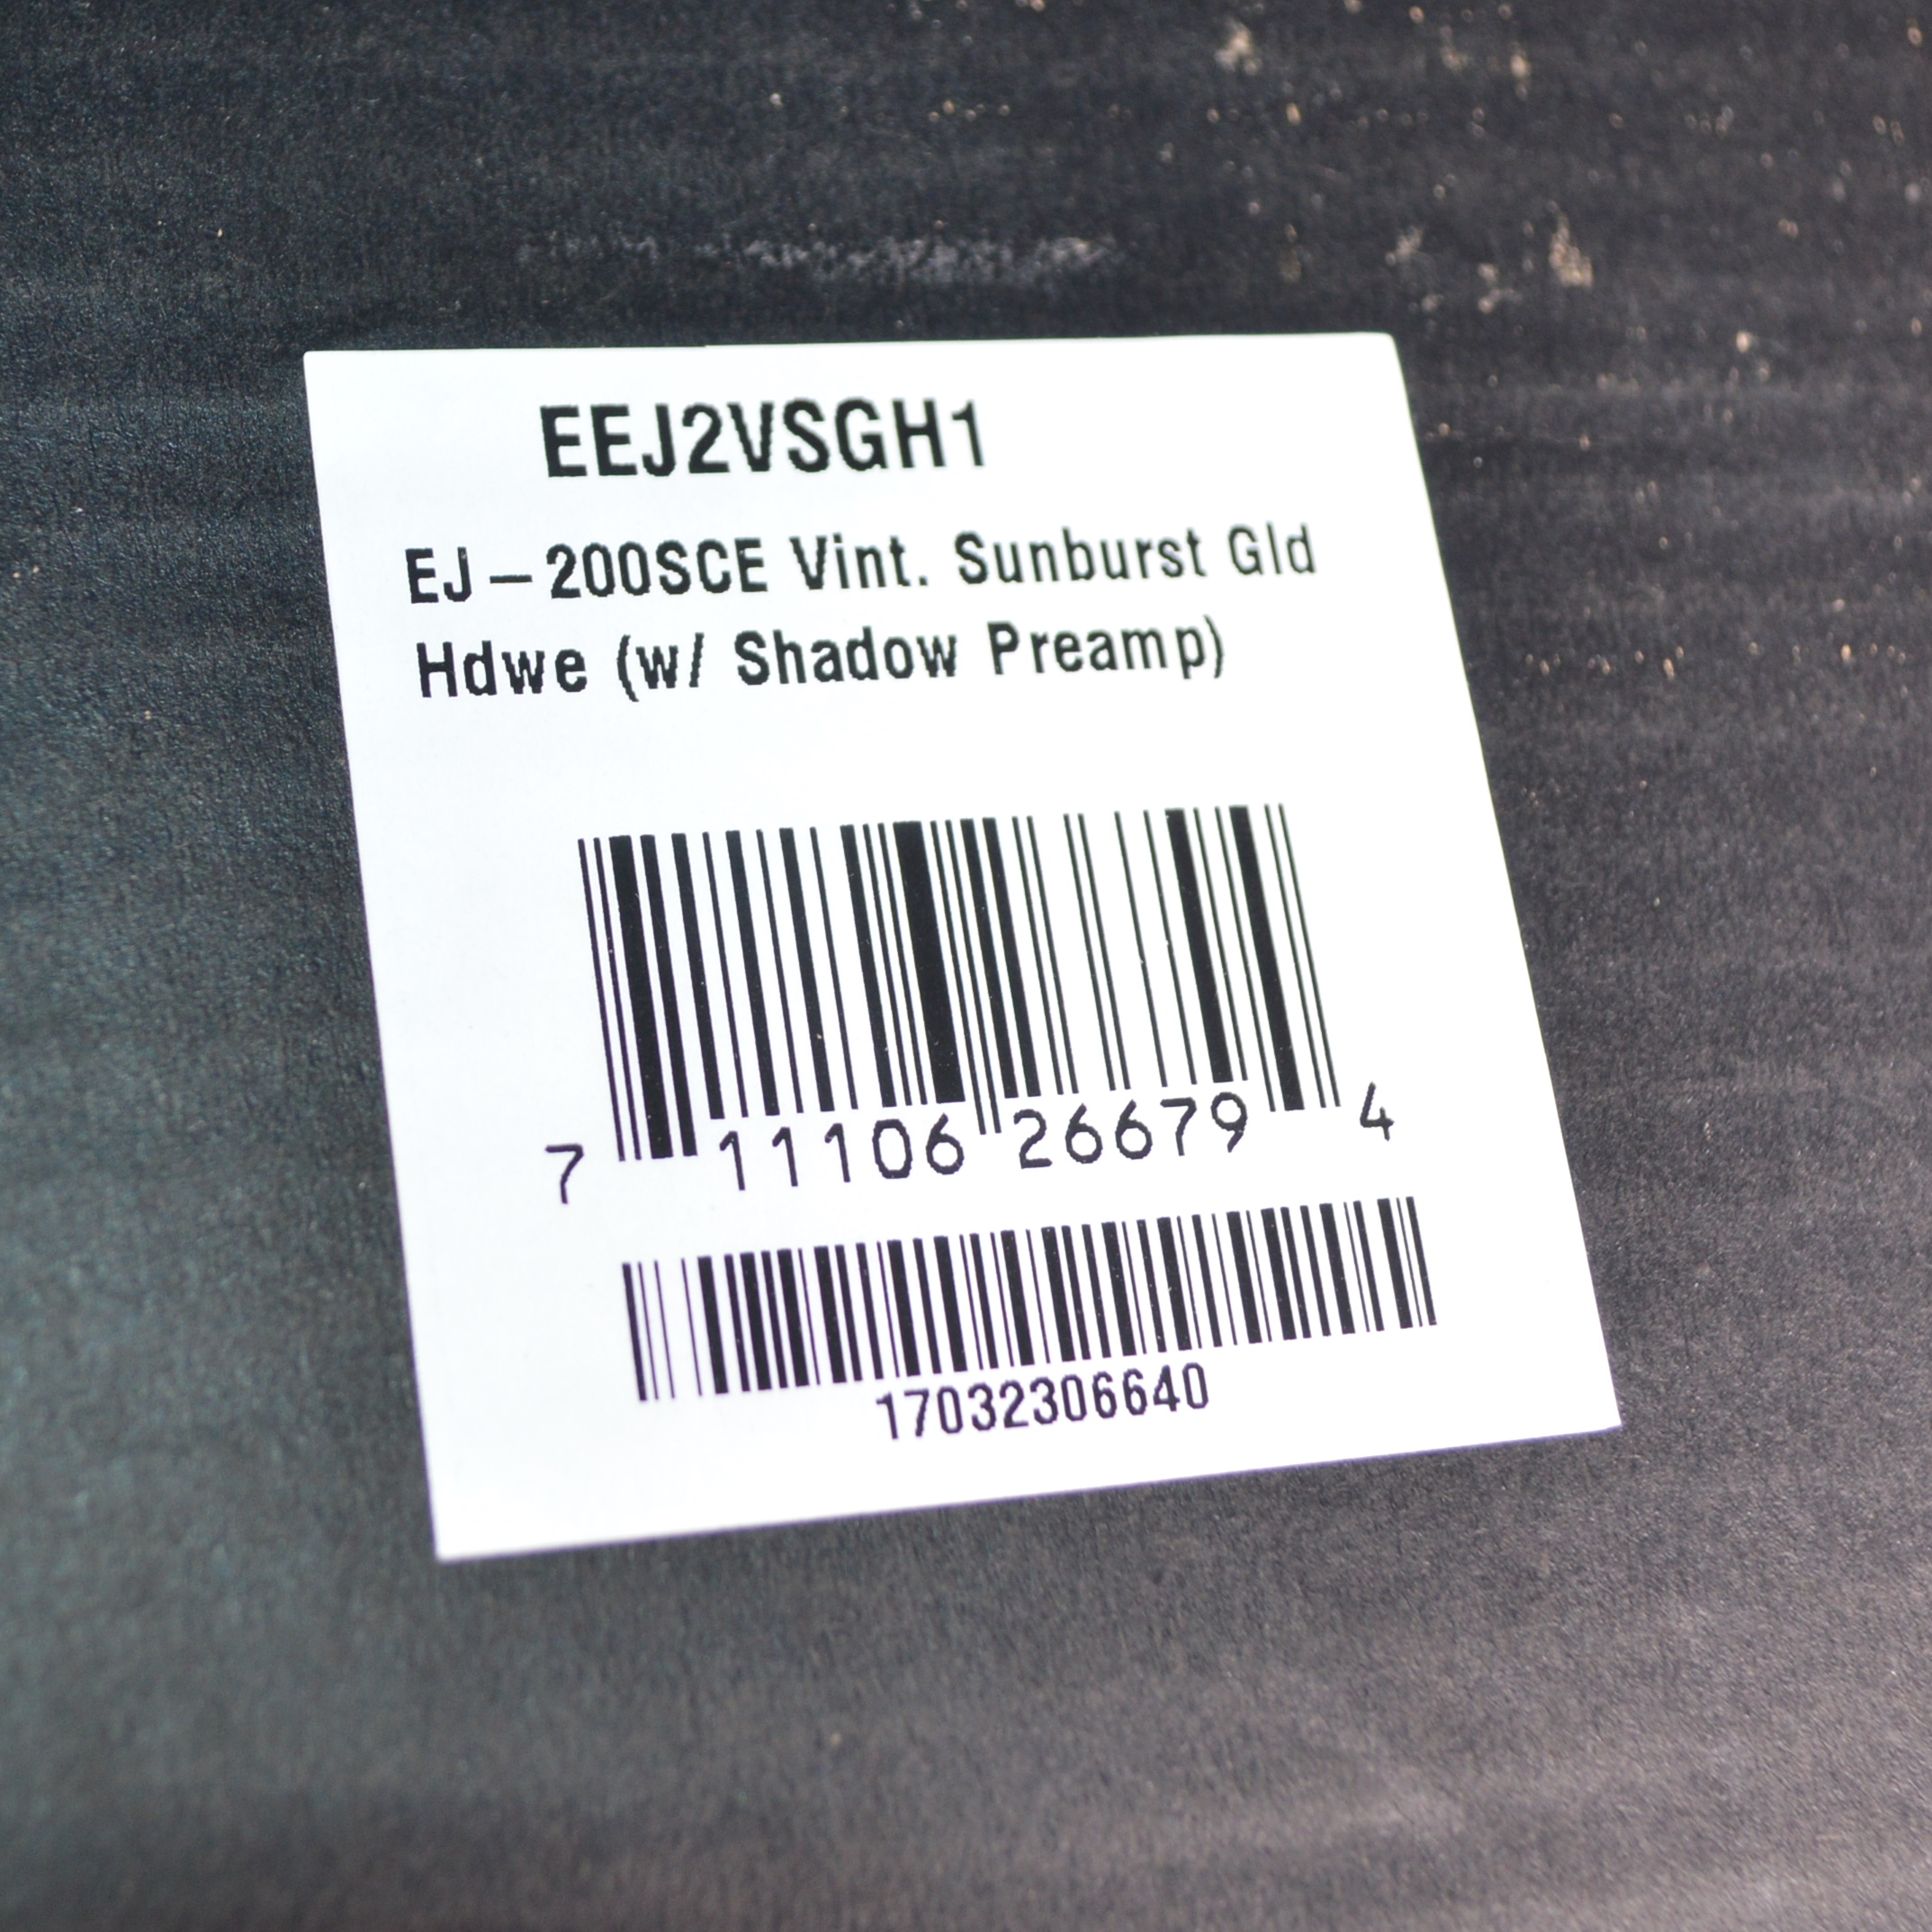 EEJ2VSGH1
EJ-200SCE Vint. Sunburst Gld
Hdwe (w/ Shadow Preamp)
7 11106 26679 4
17032306640